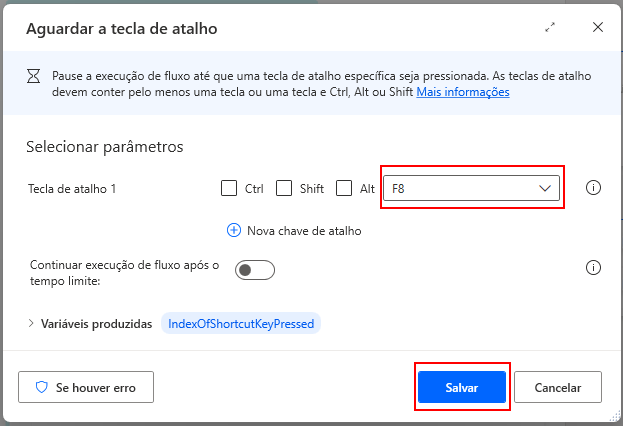 Aguardar a tecla de atalho
Pause a execução de fluxo até que uma tecla de atalho específica seja pressionada. As teclas de atalho
devem conter pelo menos uma tecla ou uma tecla e Ctrl, Alt ou Shift Mais informações
Selecionar parâmetros
Tecla de atalho 1 Ctrl Shift Alt F8
Nova chave de atalho
Continuar execução de fluxo após o
tempo limite:
Variáveis produzidas IndexOfShortcutKeyPressed
Se houver erro Salvar Cancelar